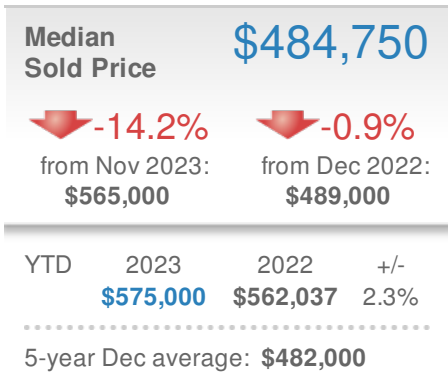 Median $484,750
Sold Price
-14.2% -0.9%
from Nov 2023: from Dec 2022:
$565,000 $489,000
YTD 2023 2022 +/-
$575,000 $562,037 2.3%
5-year Dec average: $482,000